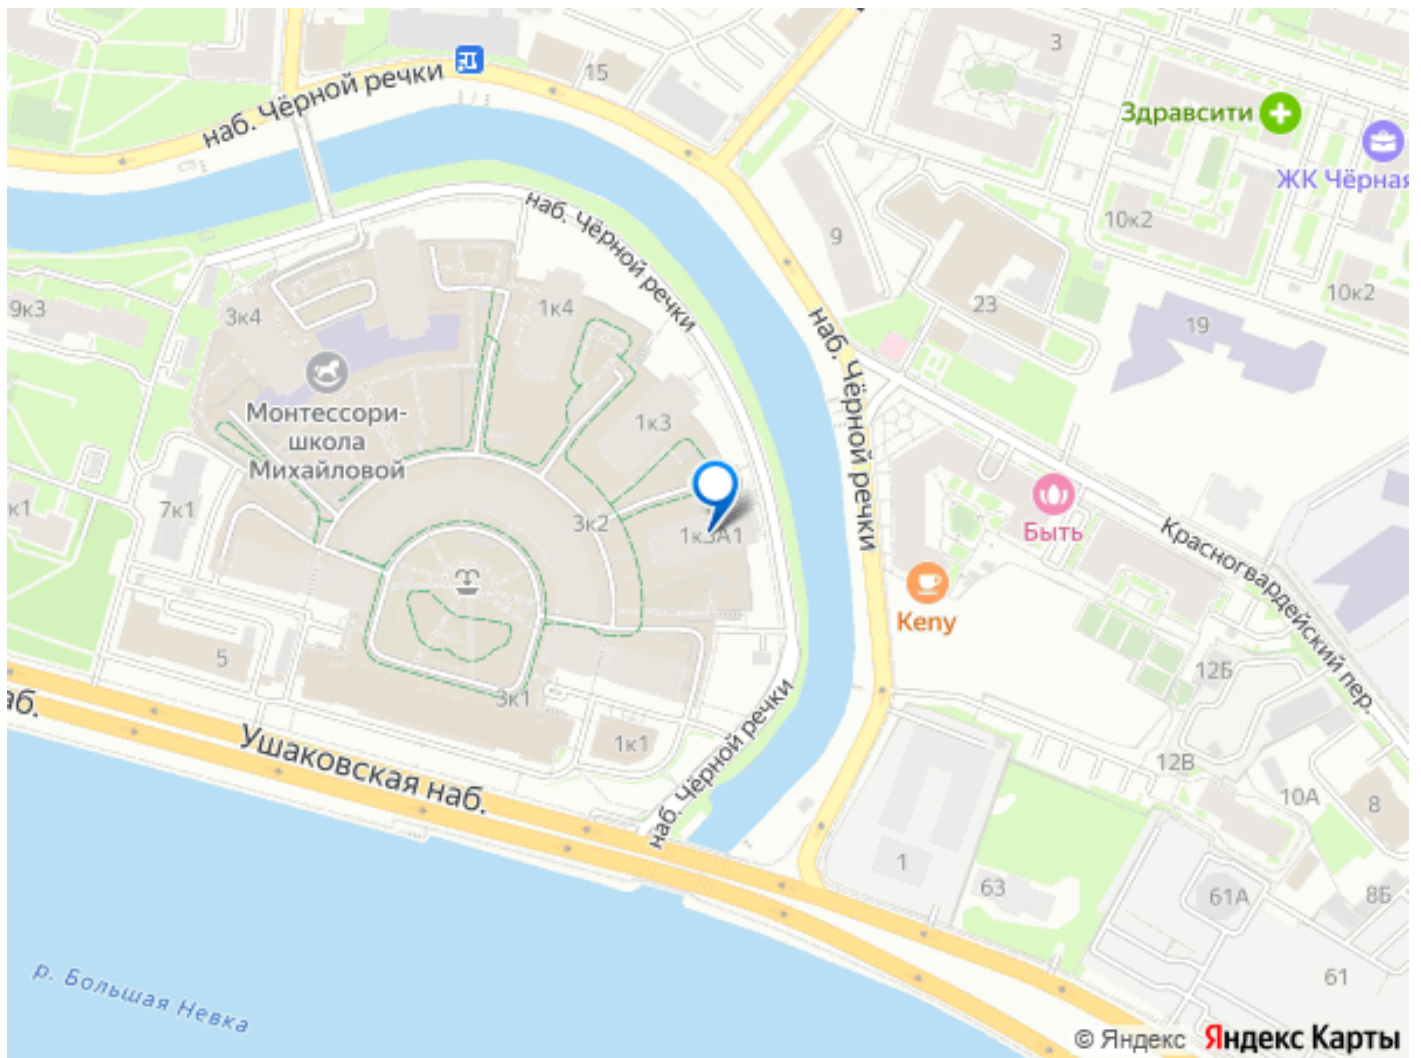 3
15
наб. Чёрной речки
Здравсити
ЖК Чёрная
наб. Чёрной речки
10к2
9
10к2
9к3
3к4
1к4
23
19
наб. Чёрной речки
Монтессори-
школа
Михайловой
1к3
к1
7к1
3к2
1к3А1
Быть
Красногвардейский пер.
Keny
5
12Б
3к1
аб.
Ушаковская наб.
1к1
наб. Чёрной речки
12В
10А
8
1
63
61А
8Б
р. Большая Невка
61
© Яндекс Яндекс Карты